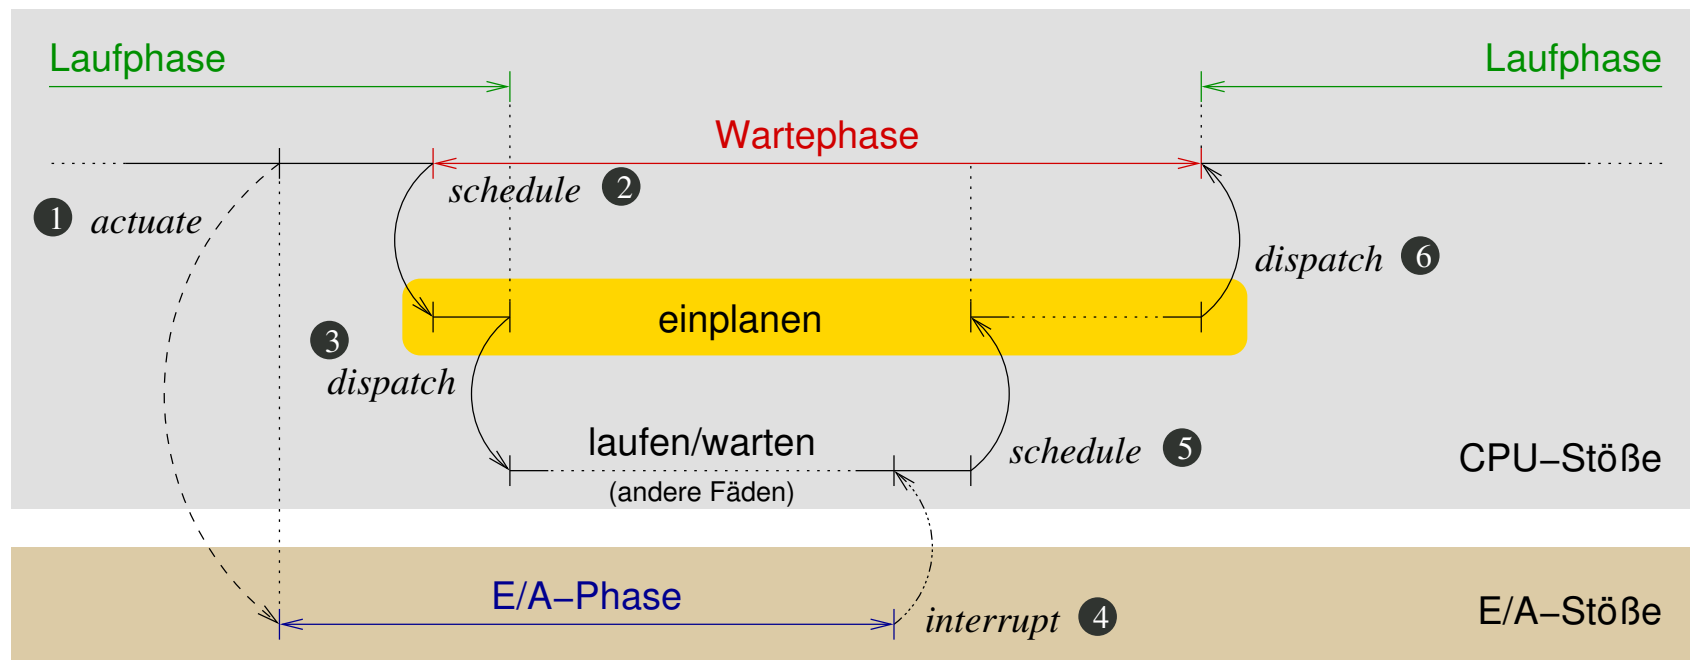 Laufphase
Laufphase
Wartephase
schedule 2
1 actuate
dispatch 6
einplanen
3
dispatch
laufen/warten
(andere Fäden)
schedule 5
CPU–Stöße
E/A–Phase
interrupt 4
E/A–Stöße